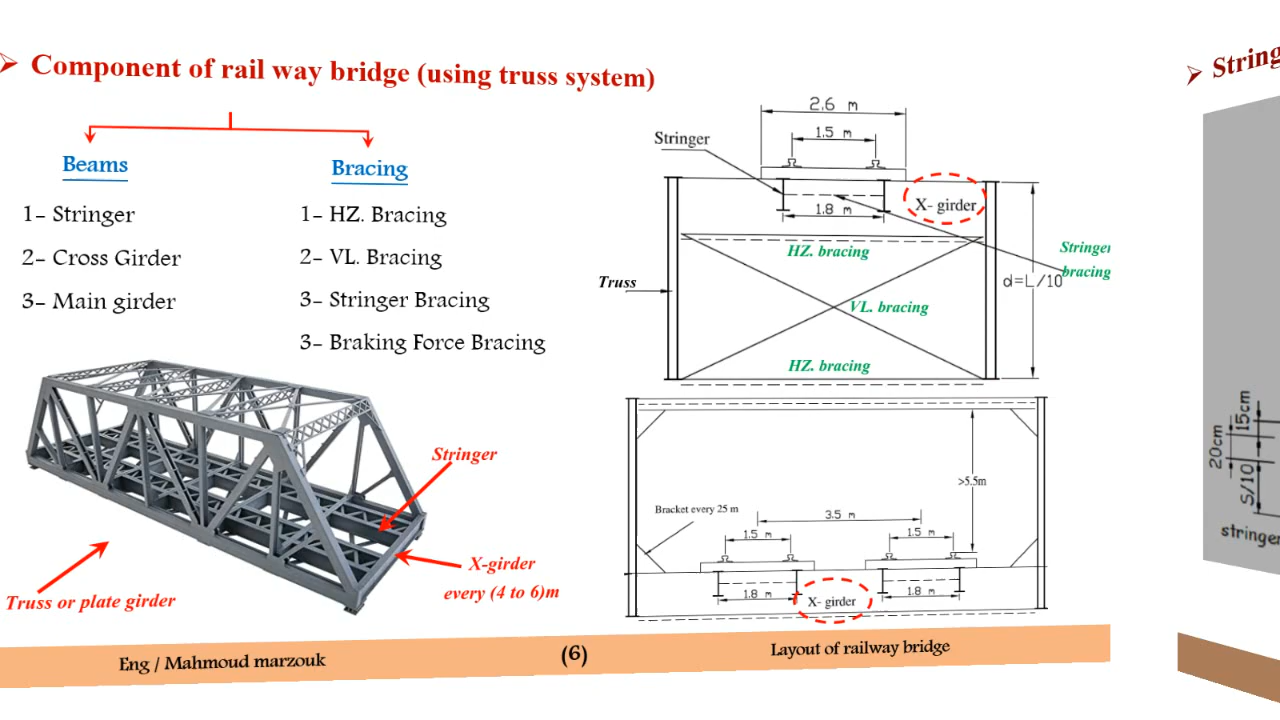 Component of rail way bridge (using truss system)
Beams
1- Stringer
2- Cross Girder
3- Main girder
Bracing
1- HZ. Bracing
2- VL. Bracing
3- Stringer Bracing
3- Braking Force Bracing
Stringer
X-girder
every (4 to 6)m
Truss or plate girder
2.6 m
1.5 m
Stringer
1.8 m
X- girder
HZ. bracing
Stringer
bracing
Truss
d=L/10
VL. bracing
HZ. bracing
>5.5m
Bracket every 25 m
3.5 m
1.5 m
1.5 m
1.8 m
X- girder
1.8 m
Eng / Mahmoud marzouk
(6)
Layout of railway bridge
String
15cm
20cm
S/10
stringer